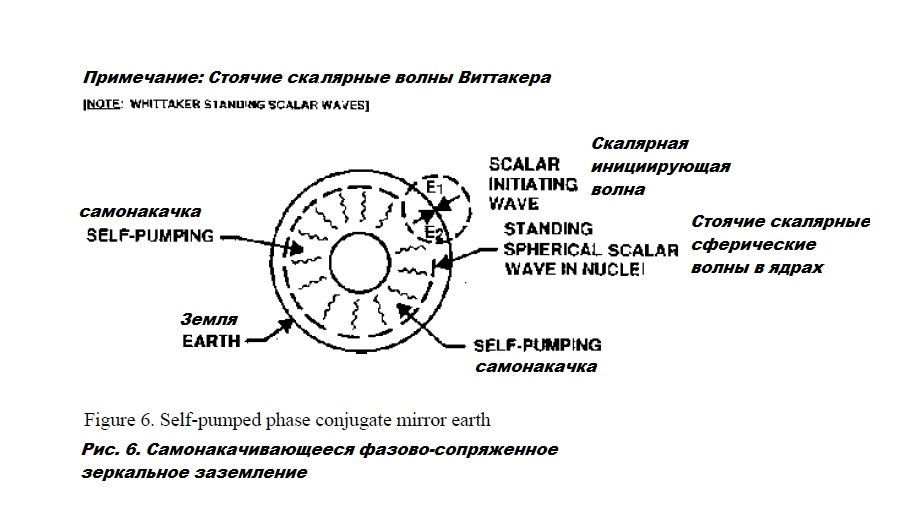 Примечание: Стоячие скалярные волны Виттакера
[NOTE: WHITTAKER STANDING SCALAR WAVES]
Скалярная
инициирующая
волна
SCALAR
INITIATING
WAVE
E1
E2
самонакачка
SELF-PUMPING
STANDING
SPHERICAL SCALAR
WAVE IN NUCLEI
Стоячие скалярные
сферические
волны в ядрах
Земля
EARTH
SELF-PUMPING
самонакачка
Figure 6. Self-pumped phase conjugate mirror earth
Рис. 6. Самонакачивающееся фазово-сопряженное
зеркальное заземление